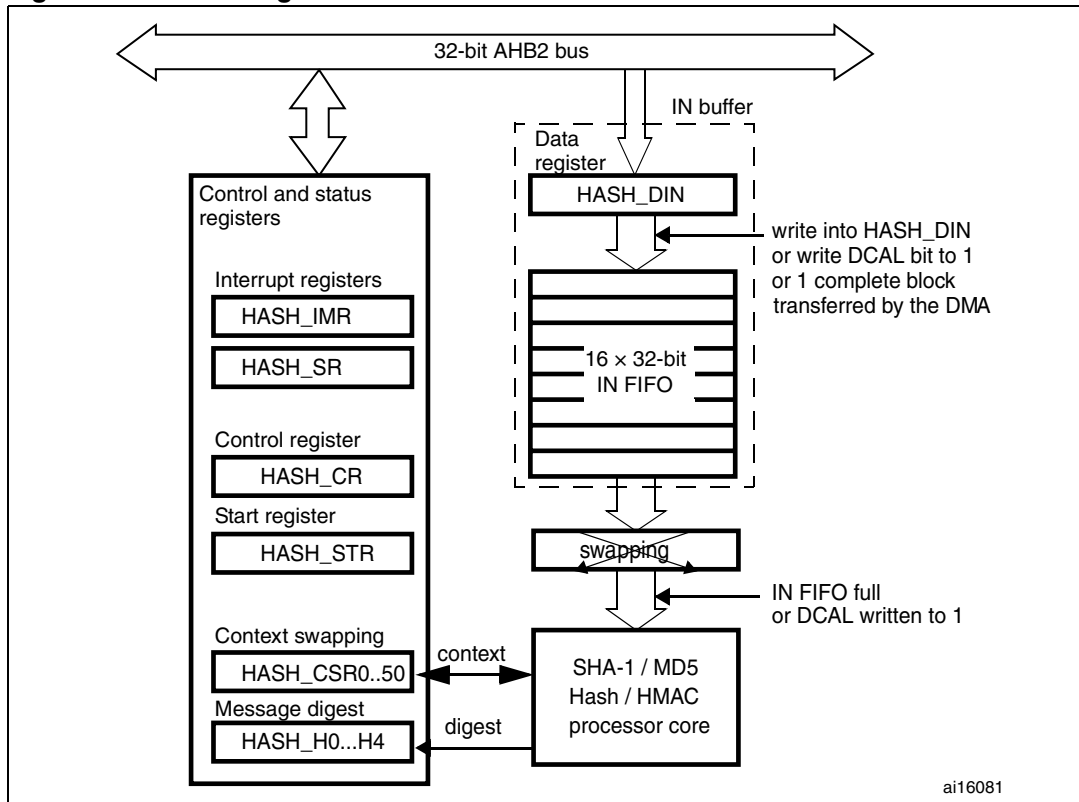 32-bit AHB2 bus
IN buffer
Data
register
HASH_DIN
write into HASH_DIN
or write DCAL bit to 1
or 1 complete block
transferred by the DMA
16 × 32-bit
IN FIFO
swapping
IN FIFO full
or DCAL written to 1
Control and status
registers
Interrupt registers
HASH_IMR
HASH_SR
Control register
HASH_CR
Start register
HASH_STR
Context swapping
HASH_CSR0..50
Message digest
HASH_H0...H4
context
digest
SHA-1 / MD5
Hash / HMAC
processor core
ai16081